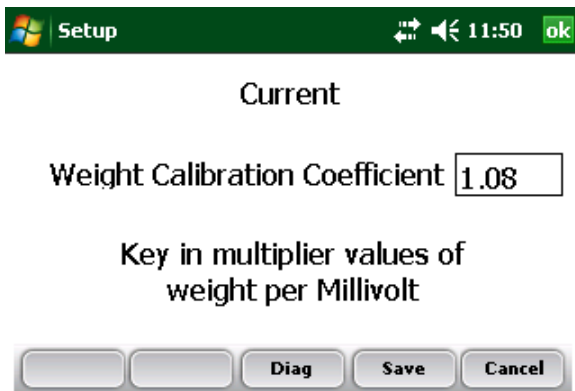 Setup 11:50 ok
Current
Weight Calibration Coefficient 1.08
Key in multiplier values of
weight per Millivolt
Diag Save Cancel